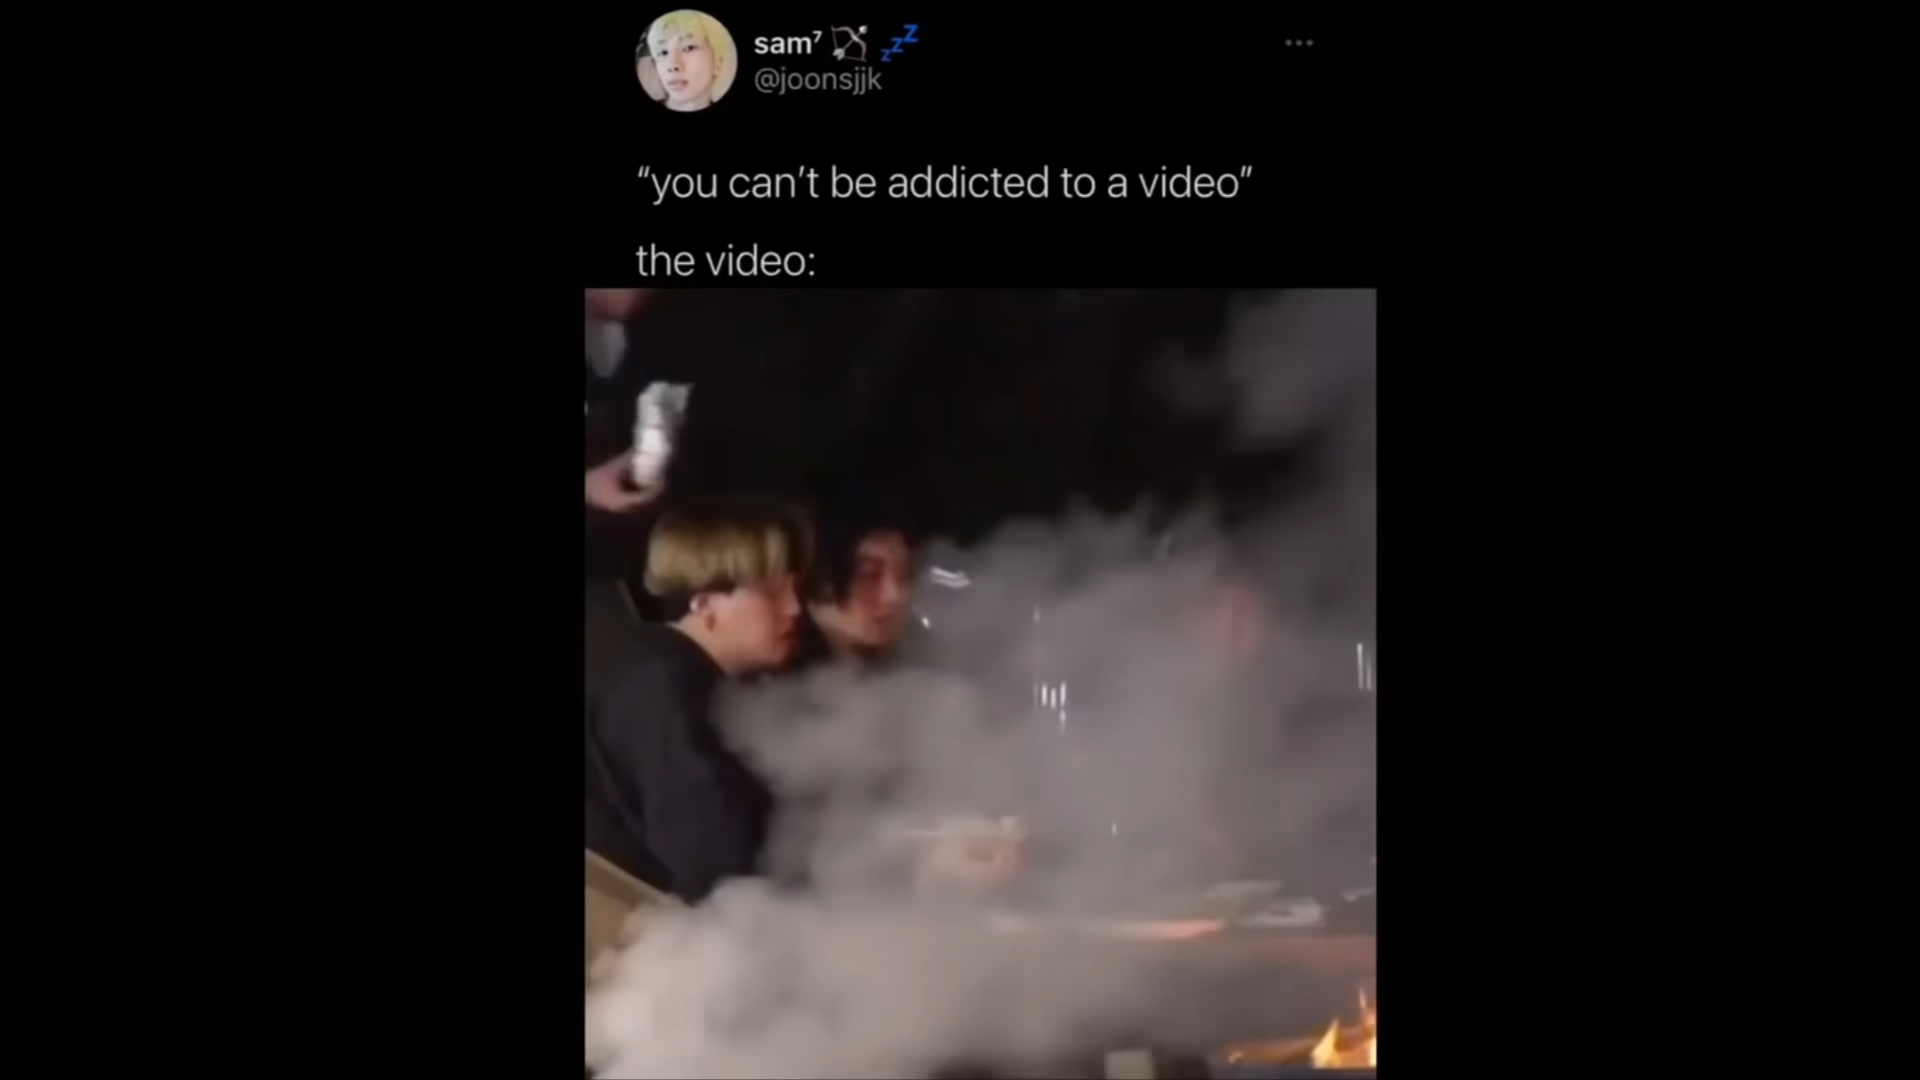 sam⁷ 🏹 💤
@joonsjjk
“you can’t be addicted to a video”
the video: